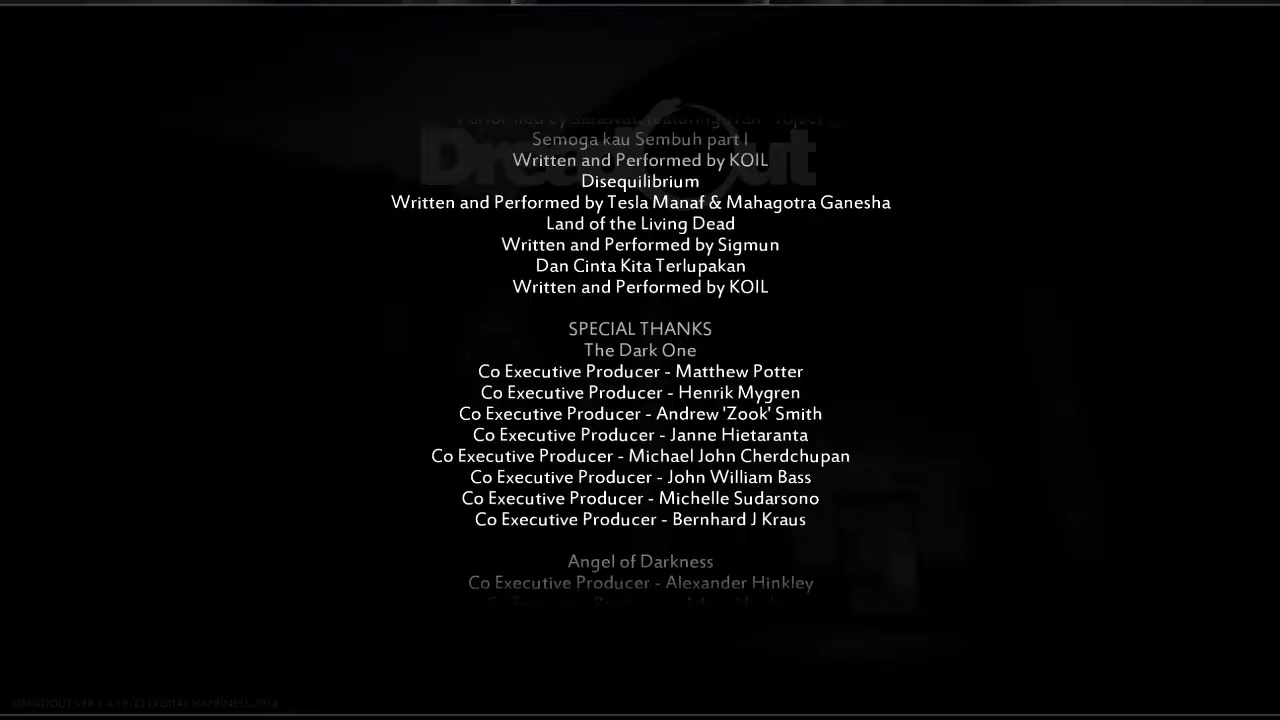 Semoga kau Sembuh part I
DreadOut
Written and Performed by KOIL
Disequilibrium
Written and Performed by Tesla Manaf & Mahagotra Ganesha
Land of the Living Dead
Written and Performed by Sigmun
Dan Cinta Kita Terlupakan
Written and Performed by KOIL
SPECIAL THANKS
The Dark One
Co Executive Producer - Matthew Potter
Co Executive Producer - Henrik Mygren
Co Executive Producer - Andrew 'Zook' Smith
Co Executive Producer - Janne Hietaranta
Co Executive Producer - Michael John Cherdchupan
Co Executive Producer - John William Bass
Co Executive Producer - Michelle Sudarsono
Co Executive Producer - Bernhard J Kraus
Angel of Darkness
Co Executive Producer - Alexander Hinkley